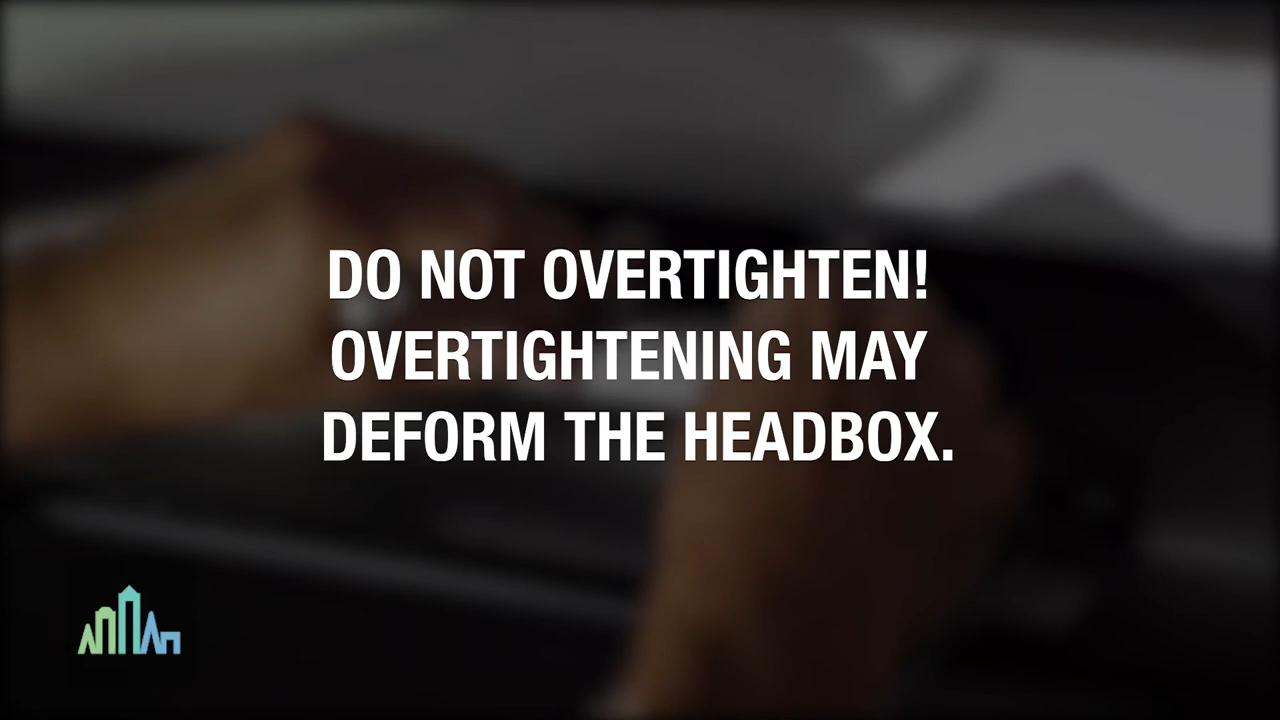 DO NOT OVERTIGHTEN!
OVERTIGHTENING MAY
DEFORM THE HEADBOX.